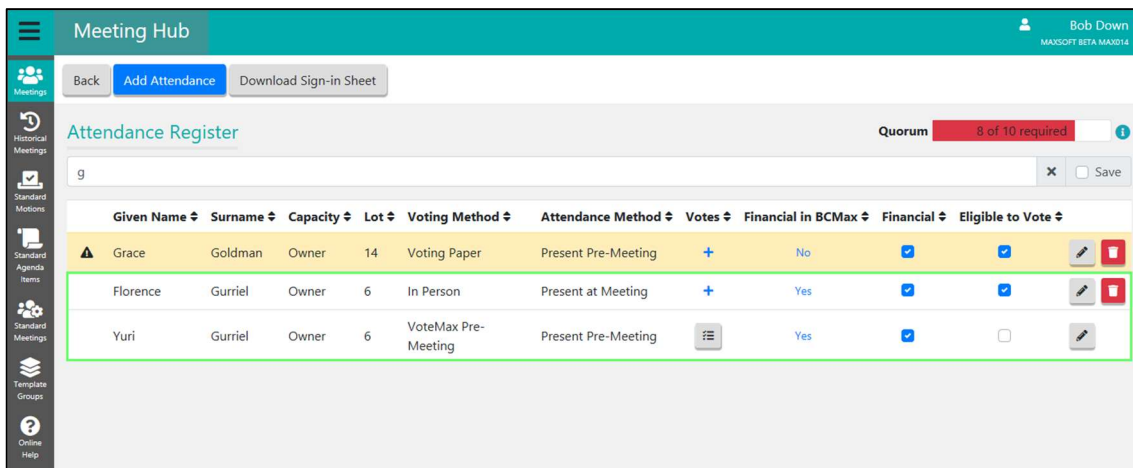 Meeting Hub
Bob Down
MAXSOFT BETA MAX014
Meetings
Historical
Meetings
Standard
Motions
Standard
Agenda
Items
Standard
Meetings
Template
Groups
Online
Help
Back Add Attendance Download Sign-in Sheet
Attendance Register
Quorum 8 of 10 required
g
Save
Given Name Surname Capacity Lot Voting Method Attendance Method Votes Financial in BCMax Financial Eligible to Vote
Grace Goldman Owner 14 Voting Paper Present Pre-Meeting + No
Florence Gurriel Owner 6 In Person Present at Meeting + Yes
Yuri Gurriel Owner 6 VoteMax Pre-
Meeting Present Pre-Meeting Yes